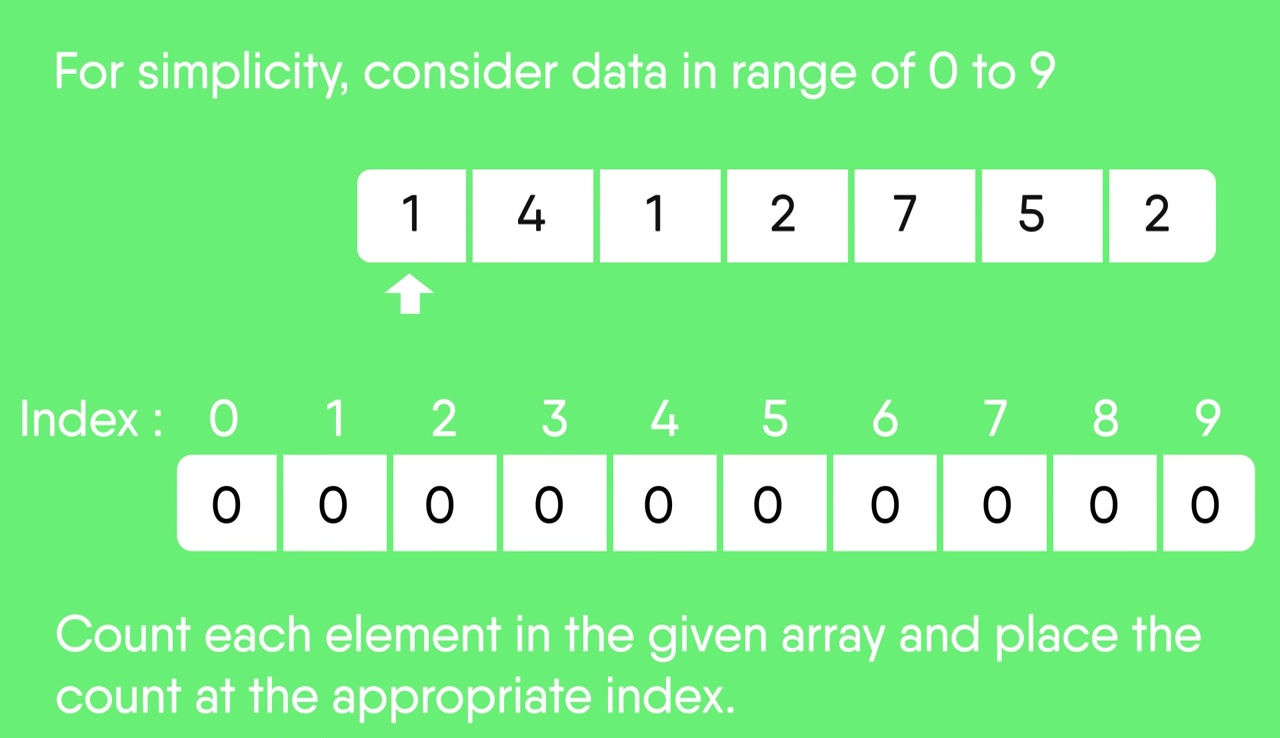 For simplicity, consider data in range of 0 to 9
1 4 1 2 7 5 2
Index : 0 1 2 3 4 5 6 7 8 9
0 0 0 0 0 0 0 0 0 0
Count each element in the given array and place the
count at the appropriate index.